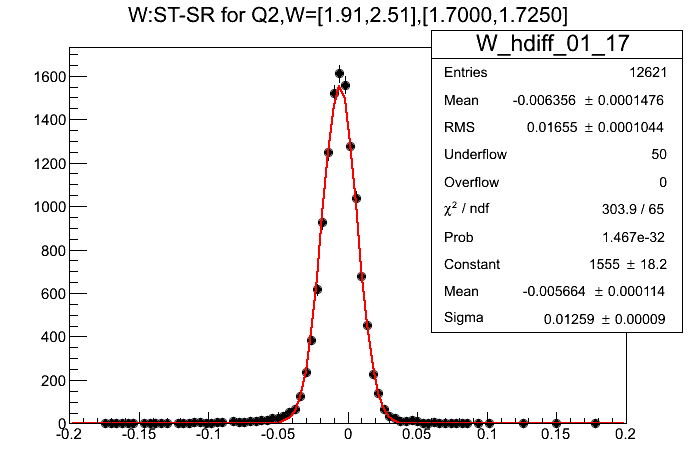 W:ST-SR for Q2,W=[1.91,2.51],[1.7000,1.7250]
W_hdiff_01_17
Entries 12621
Mean -0.006356 ± 0.0001476
RMS 0.01655 ± 0.0001044
Underflow 50
Overflow 0
χ² / ndf 303.9 / 65
Prob 1.467e-32
Constant 1555 ± 18.2
Mean -0.005664 ± 0.000114
Sigma 0.01259 ± 0.00009
1600
1400
1200
1000
800
600
400
200
0
-0.2 -0.15 -0.1 -0.05 0 0.05 0.1 0.15 0.2